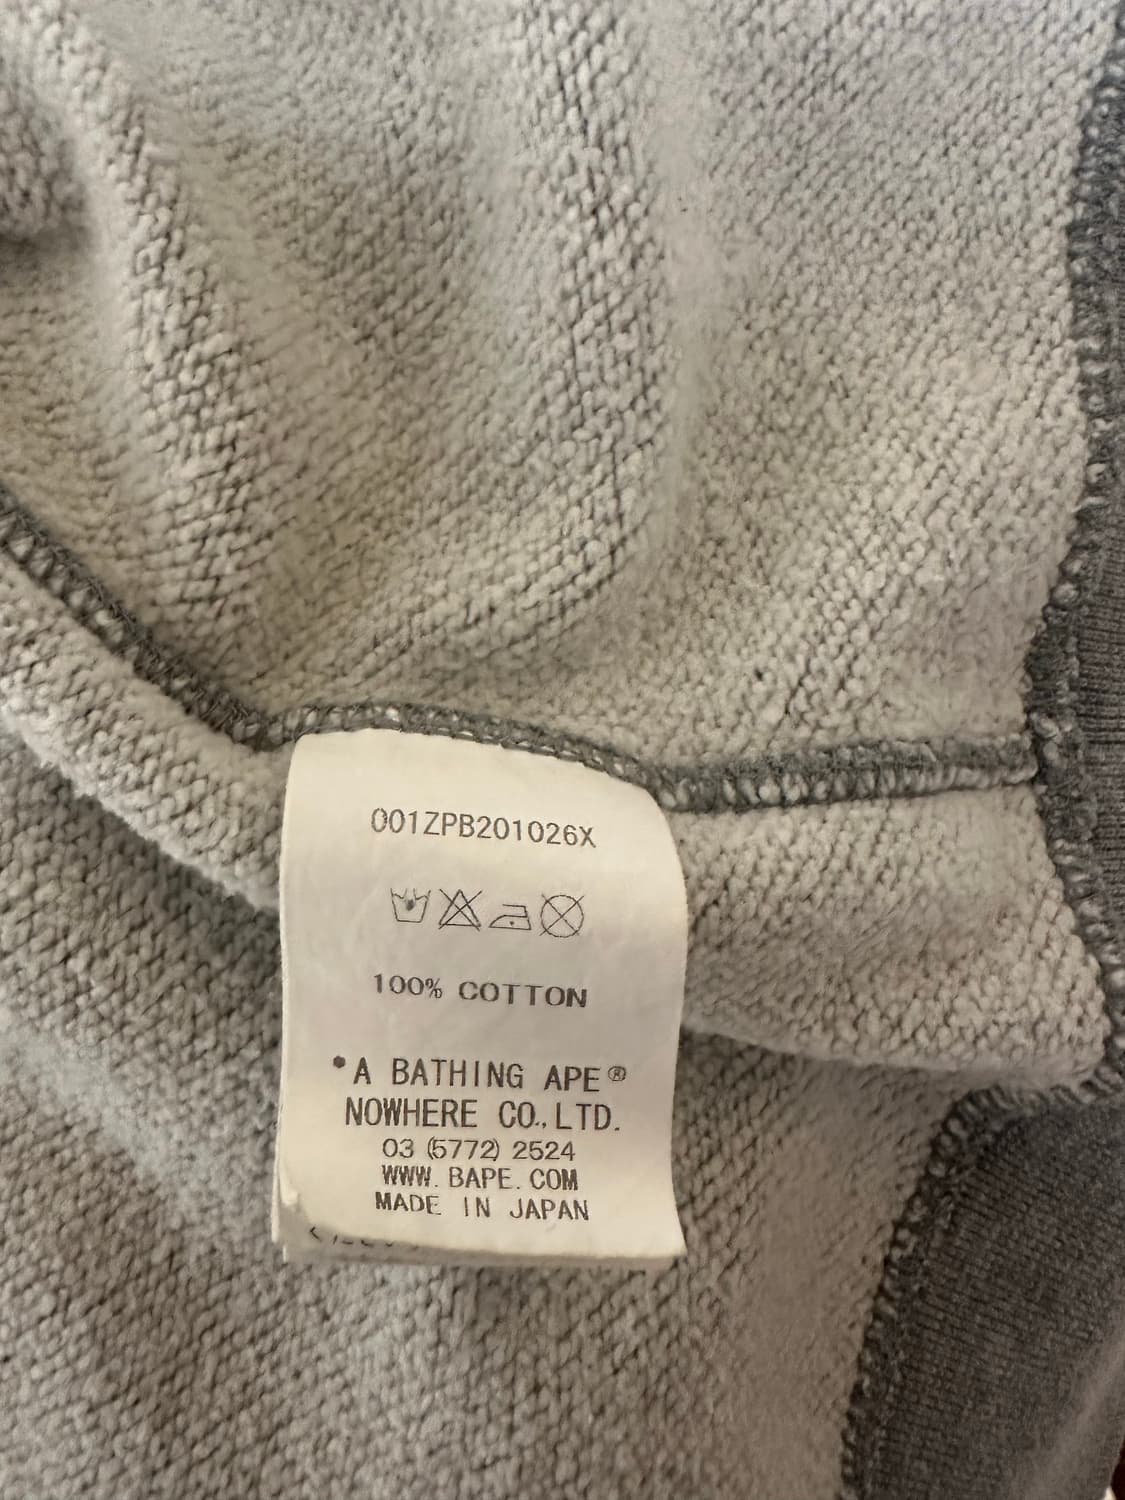 001ZPB201026X
100% COTTON
*A BATHING APE®
NOWHERE CO.,LTD.
03 (5772) 2524
WWW. BAPE. COM
MADE IN JAPAN